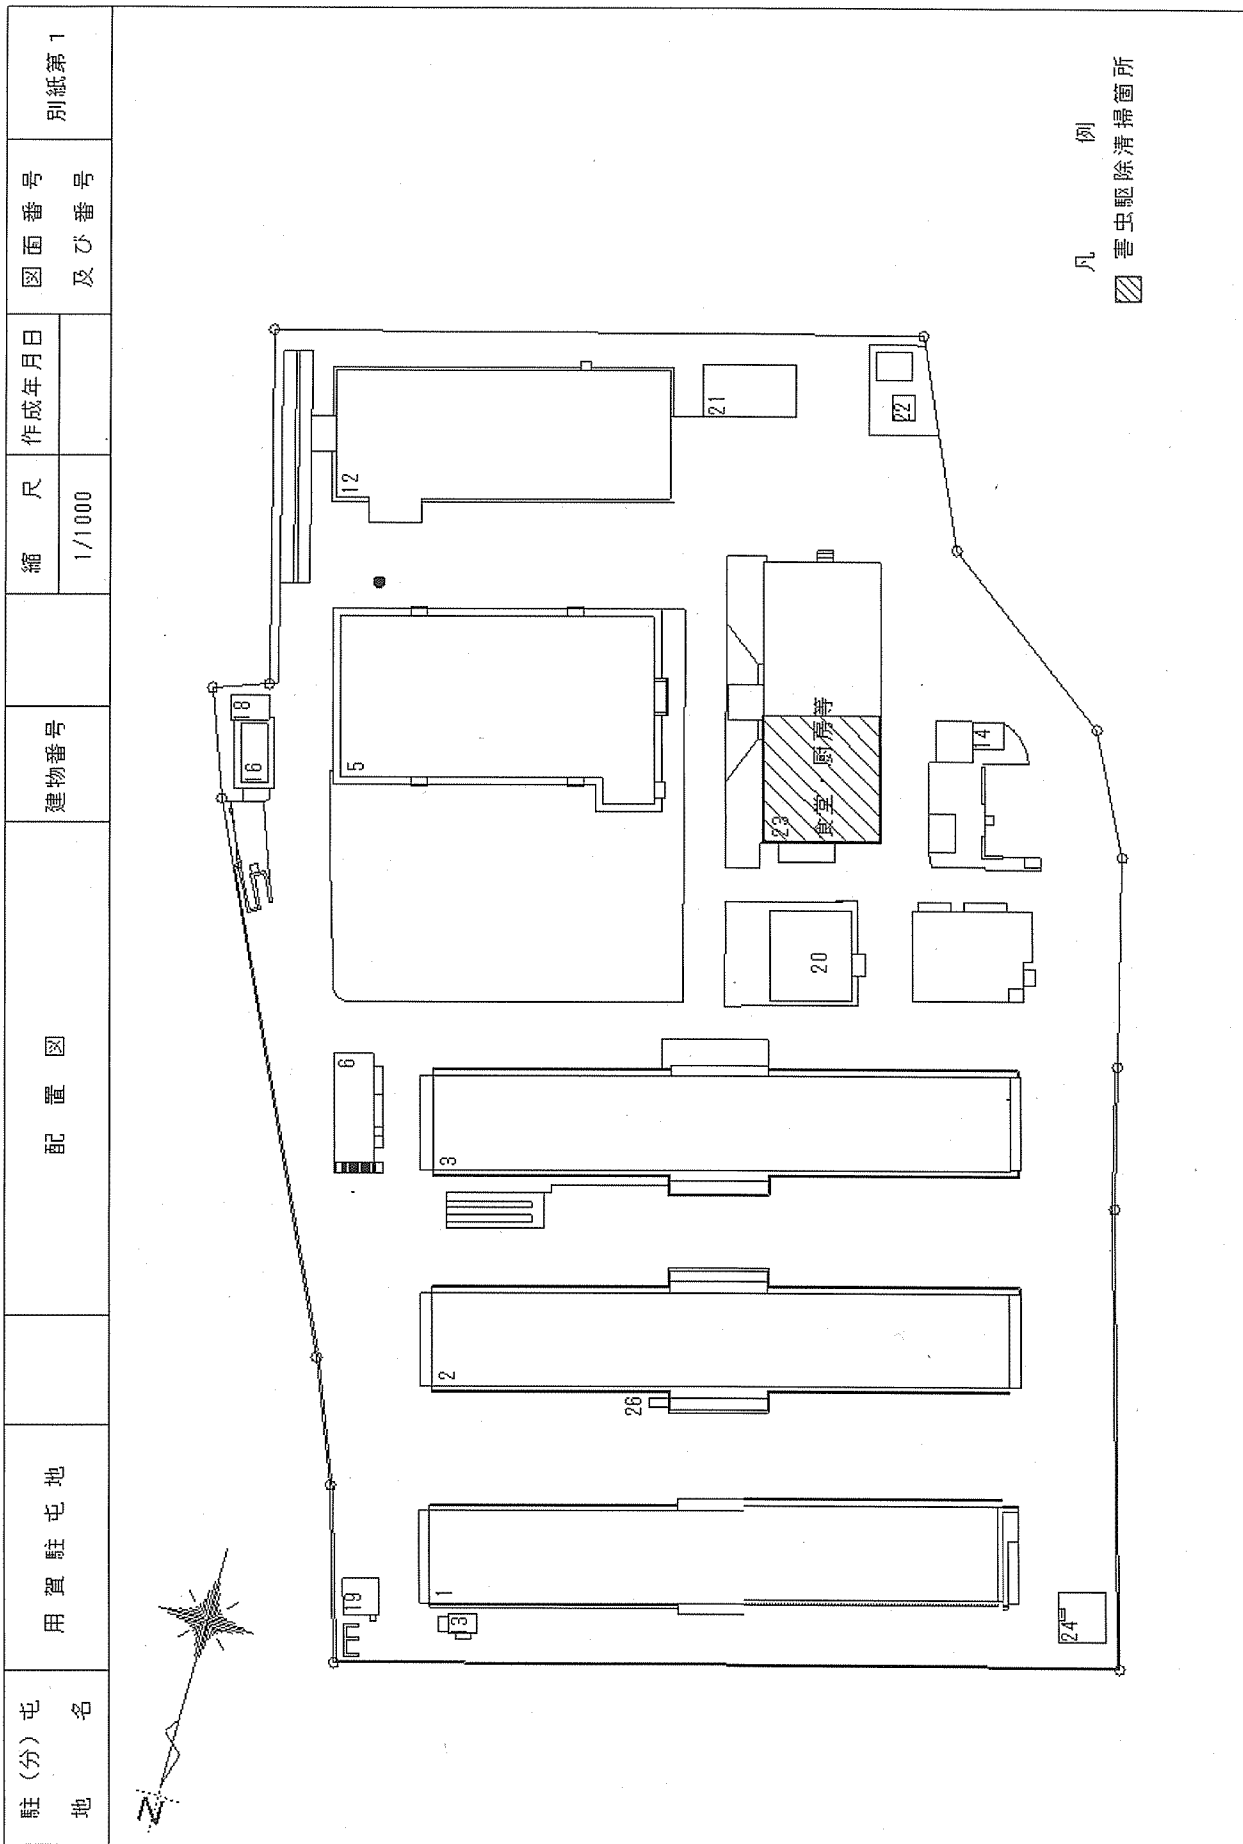 駐(分)屯
地名
用賀駐屯地
配置図
建物番号
縮尺
1/1000
作成年月日
図面番号
及び番号
別紙第1
N
凡例
害虫駆除清掃箇所
18
16
12
21
22
5
23
食堂 厨房等
14
20
6
3
2
26
1
19
13
24